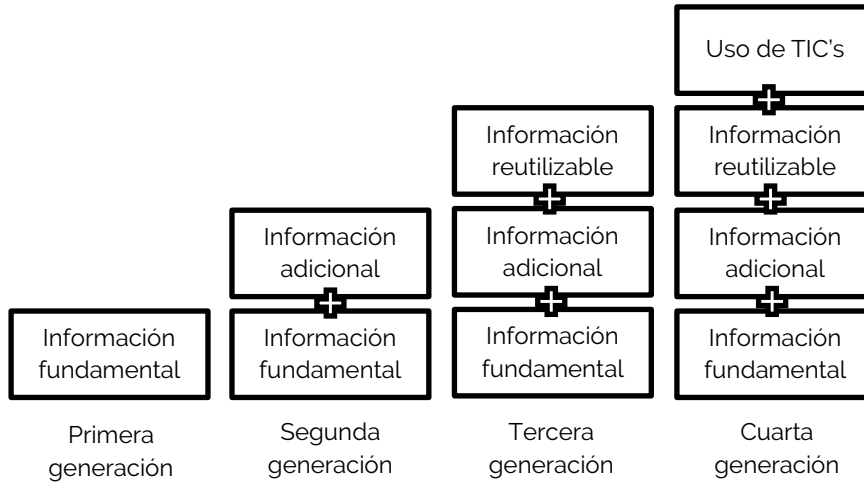 Uso de TIC's
Información
reutilizable
Información
reutilizable
Información
adicional
Información
adicional
Información
adicional
Información
fundamental
Información
fundamental
Información
fundamental
Información
fundamental
Primera
generación
Segunda
generación
Tercera
generación
Cuarta
generación